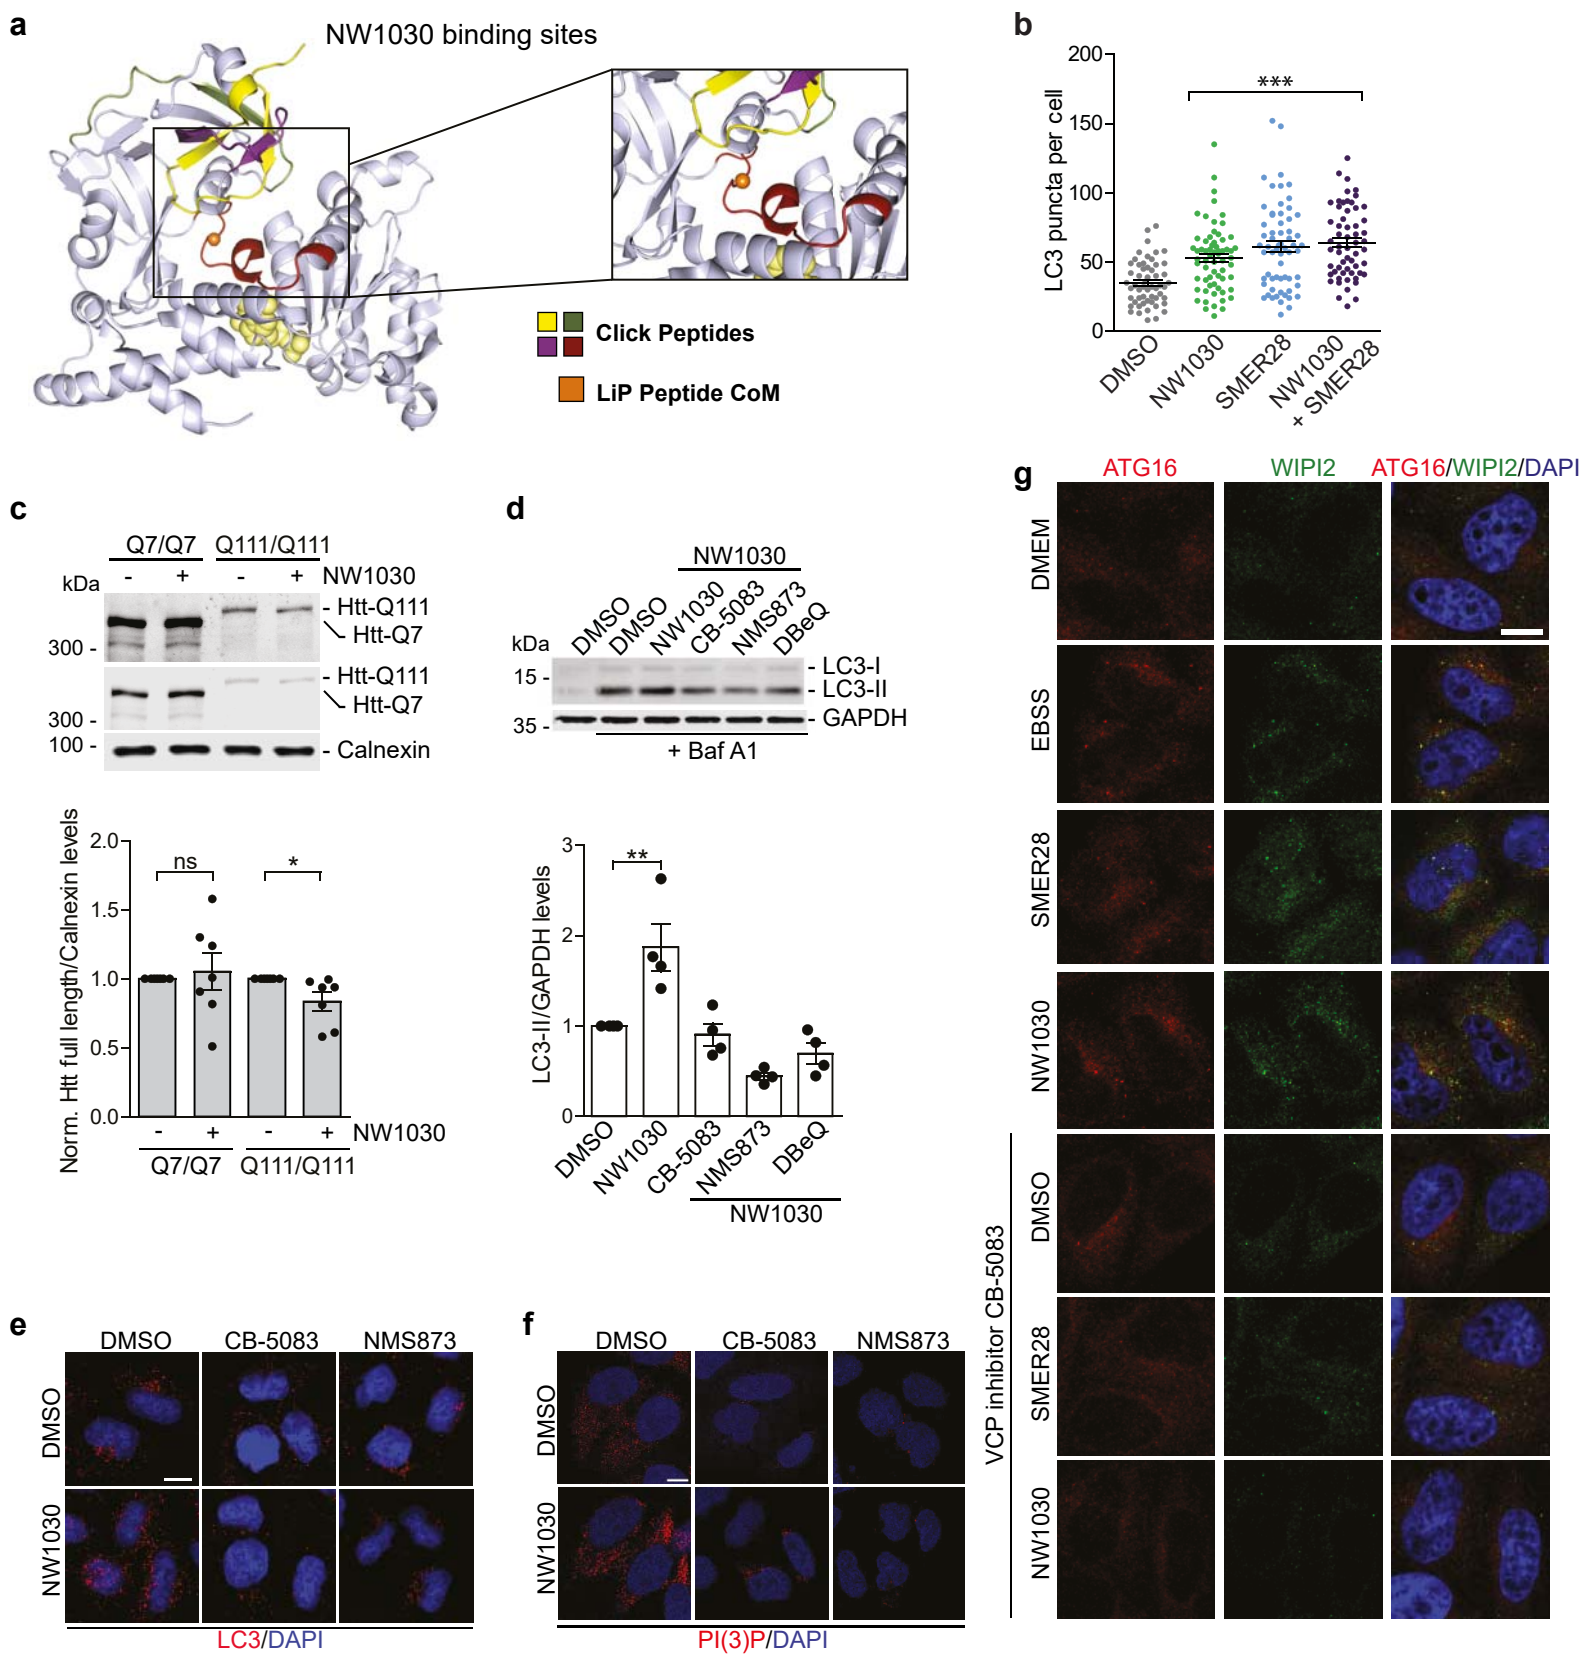 a
NW1030 binding sites
Click Peptides
LiP Peptide CoM
b
LC3 puncta per cell
200
150
100
50
0
***
DMSO
NW1030
SMER28
NW1030
+ SMER28
c
Q7/Q7 Q111/Q111
kDa - + - + NW1030
- Htt-Q111
Htt-Q7
300 -
- Htt-Q111
Htt-Q7
300 -
100 -
- Calnexin
Norm. Htt full length/Calnexin levels
2.0
1.5
1.0
0.5
0.0
ns
*
- + - + NW1030
Q7/Q7 Q111/Q111
d
NW1030
DMSO
DMSO
NW1030
CB-5083
NMS873
DBeQ
kDa
15 -
- LC3-I
- LC3-II
35 -
- GAPDH
+ Baf A1
LC3-II/GAPDH levels
3
2
1
0
**
DMSO
NW1030
CB-5083
NMS873
DBeQ
NW1030
e
DMSO CB-5083 NMS873
DMSO
NW1030
LC3/DAPI
f
DMSO CB-5083 NMS873
DMSO
NW1030
PI(3)P/DAPI
g
ATG16 WIPI2 ATG16/WIPI2/DAPI
DMEM
EBSS
SMER28
NW1030
VCP inhibitor CB-5083
DMSO
SMER28
NW1030